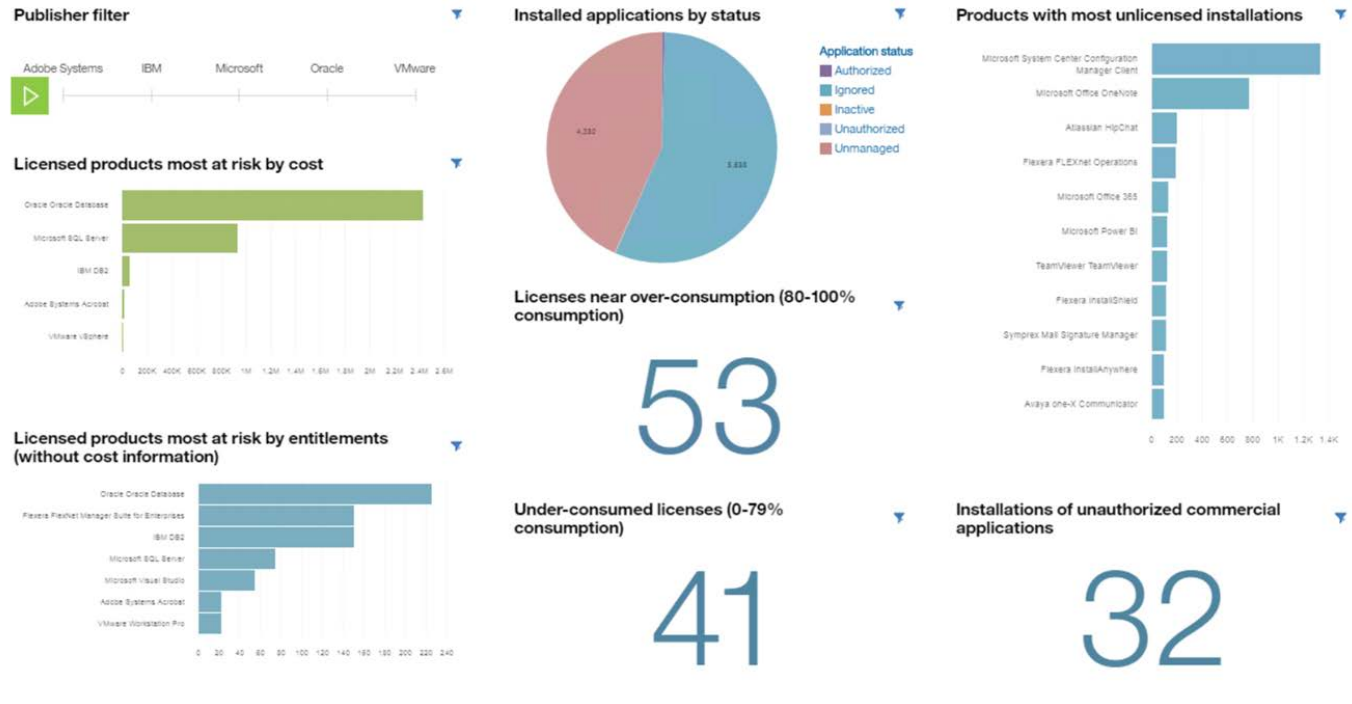 Publisher filter
Adobe Systems IBM Microsoft Oracle VMware
Licensed products most at risk by cost
Oracle Oracle Database
Microsoft SQL Server
IBM DB2
Adobe Systems Acrobat
VMware vSphere
0 200K 400K 600K 800K 1M 1.2M 1.4M 1.6M 1.8M 2M 2.2M 2.4M 2.6M
Licensed products most at risk by entitlements
(without cost information)
Oracle Oracle Database
Flexera FlexNet Manager Suite for Enterprises
IBM DB2
Microsoft SQL Server
Microsoft Visual Studio
Adobe Systems Acrobat
VMware Workstation Pro
0 20 40 60 80 100 120 140 160 180 200 220 240
Installed applications by status
Application status
Authorized
Ignored
Inactive
Unauthorized
Unmanaged
Licenses near over-consumption (80-100%
consumption)
53
Under-consumed licenses (0-79%
consumption)
41
Products with most unlicensed installations
Microsoft System Center Configuration
Manager Client
Microsoft Office OneNote
Atlassian HipChat
Flexera FLEXnet Operations
Microsoft Office 365
Microsoft Power BI
TeamViewer TeamViewer
Flexera InstallShield
Symprex Mail Signature Manager
Flexera InstallAnywhere
Avaya one-X Communicator
0 200 400 600 800 1K 1.2K 1.4K
Installations of unauthorized commercial
applications
32